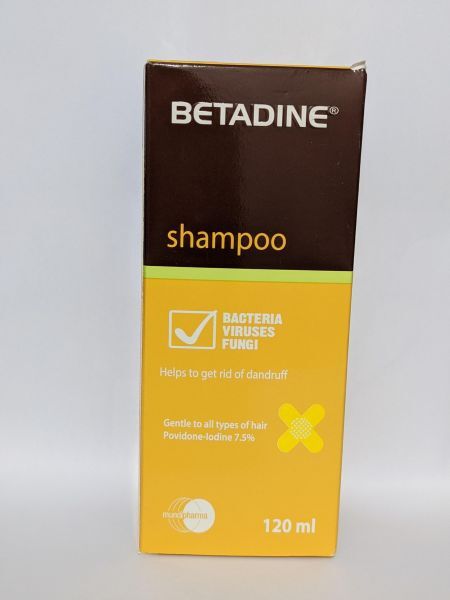 BETADINE®
shampoo
BACTERIA
VIRUSES
FUNGI
Helps to get rid of dandruff
Gentle to all types of hair
Povidone-Iodine 7.5%
mundipharma
120 ml